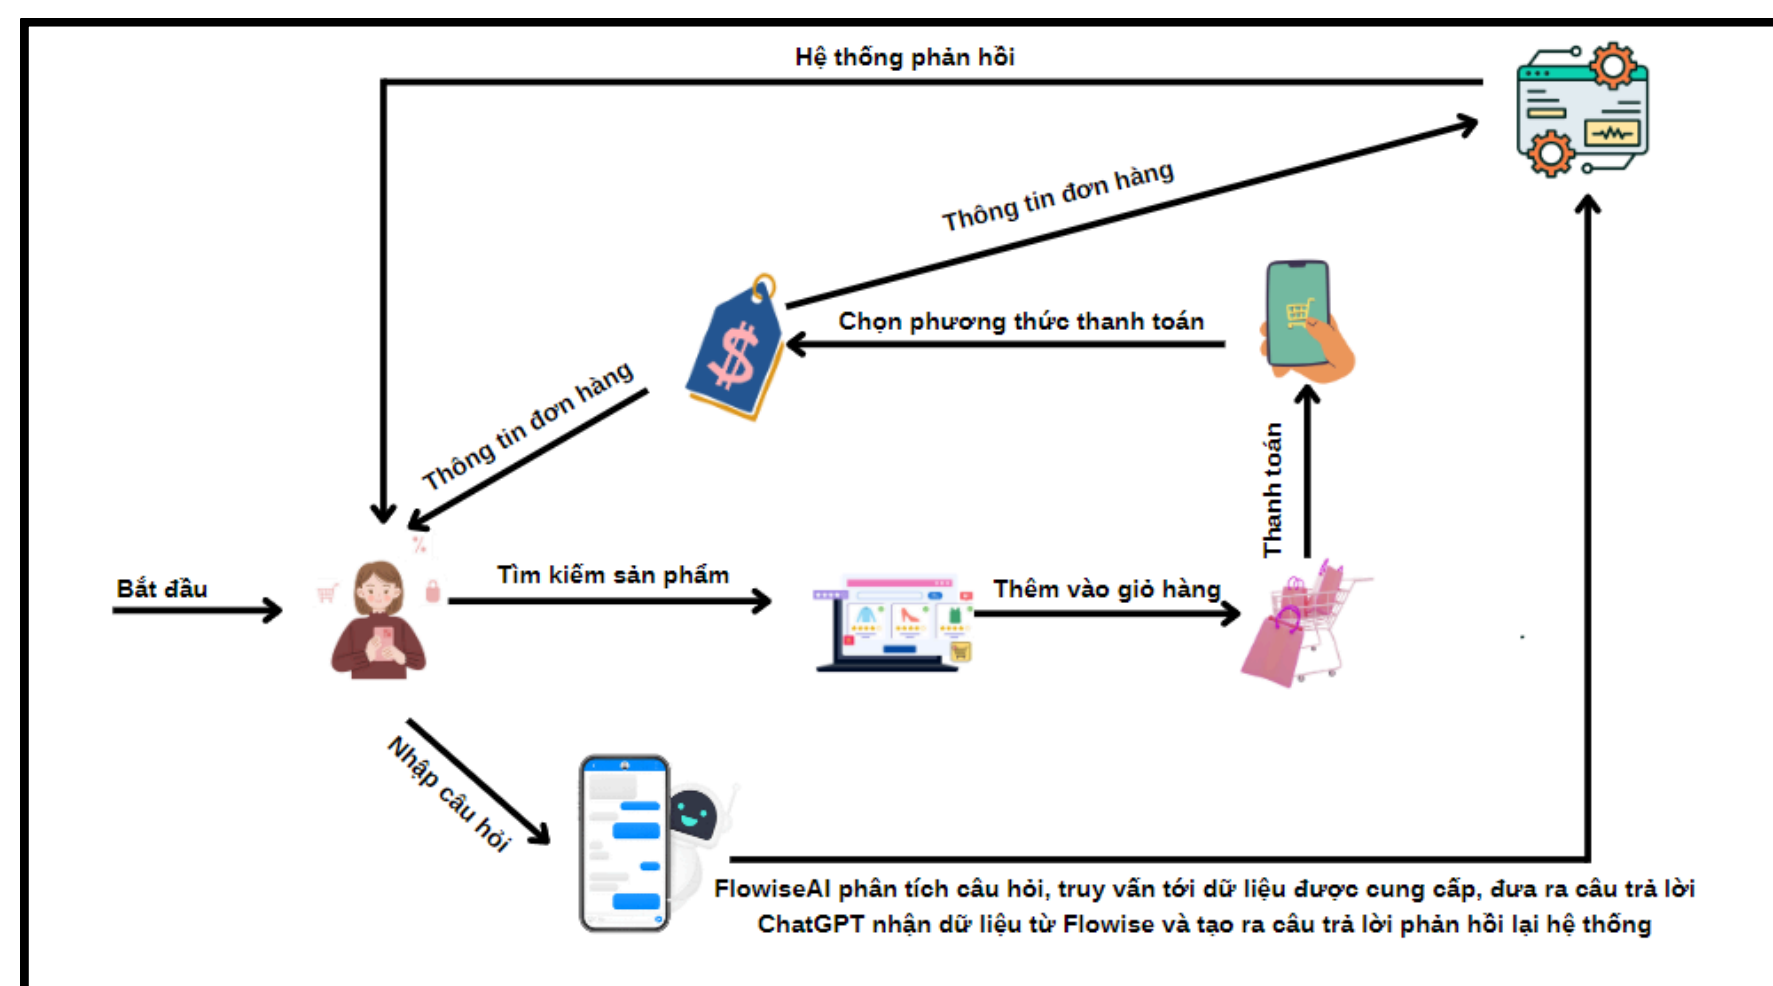 Hệ thống phản hồi
Thông tin đơn hàng
Chọn phương thức thanh toán
Thông tin đơn hàng
Thanh toán
Bắt đầu
Tìm kiếm sản phẩm
Thêm vào giỏ hàng
Nhập câu hỏi
FlowiseAI phân tích câu hỏi, truy vấn tới dữ liệu được cung cấp, đưa ra câu trả lời
ChatGPT nhận dữ liệu từ Flowise và tạo ra câu trả lời phản hồi lại hệ thống